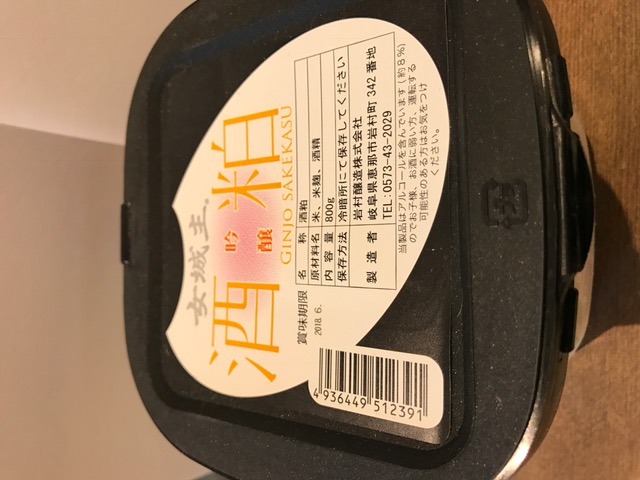 女城主
吟醸
酒粕
GINJO SAKEKASU
名称 酒粕
原材料名 米、米麹、酒精
内容量 800g
保存方法 冷暗所にて保存してください
製造者 岩村醸造株式会社
岐阜県恵那市岩村町342番地
TEL:0573-43-2029
当製品はアルコールを含んでいます(約8%)
のでお子様、お酒に弱い方、運転する
可能性のある方はお気をつけ
ください。
賞味期限
2018.6.
4936449 512391